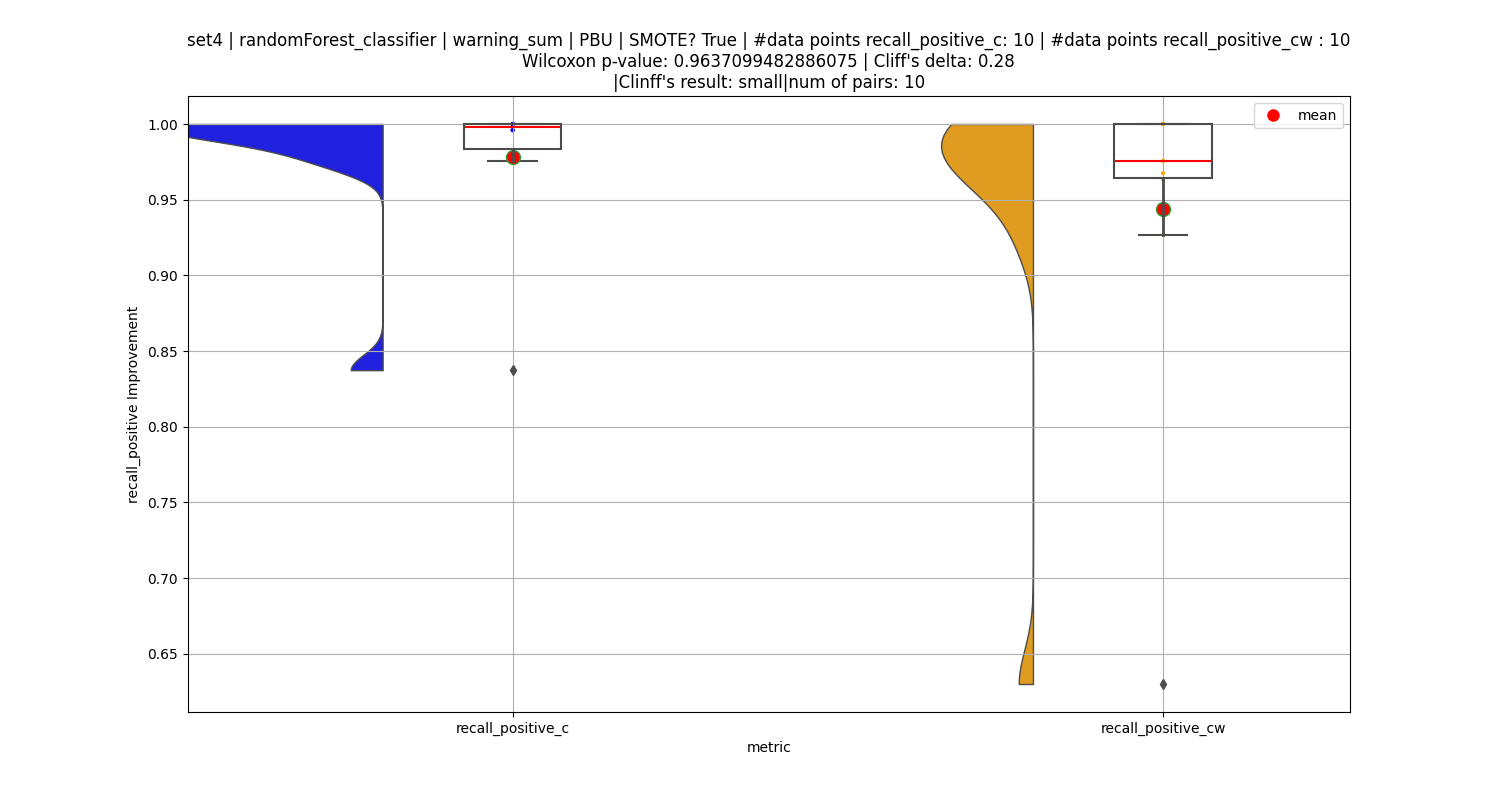 set4 | randomForest_classifier | warning_sum | PBU | SMOTE? True | #data points recall_positive_c: 10 | #data points recall_positive_cw : 10
Wilcoxon p-value: 0.9637099482886075 | Cliff's delta: 0.28
|Clinff's result: small|num of pairs: 10
mean
1.00
0.95
0.90
0.85
0.80
0.75
0.70
0.65
recall_positive Improvement
recall_positive_c
recall_positive_cw
metric